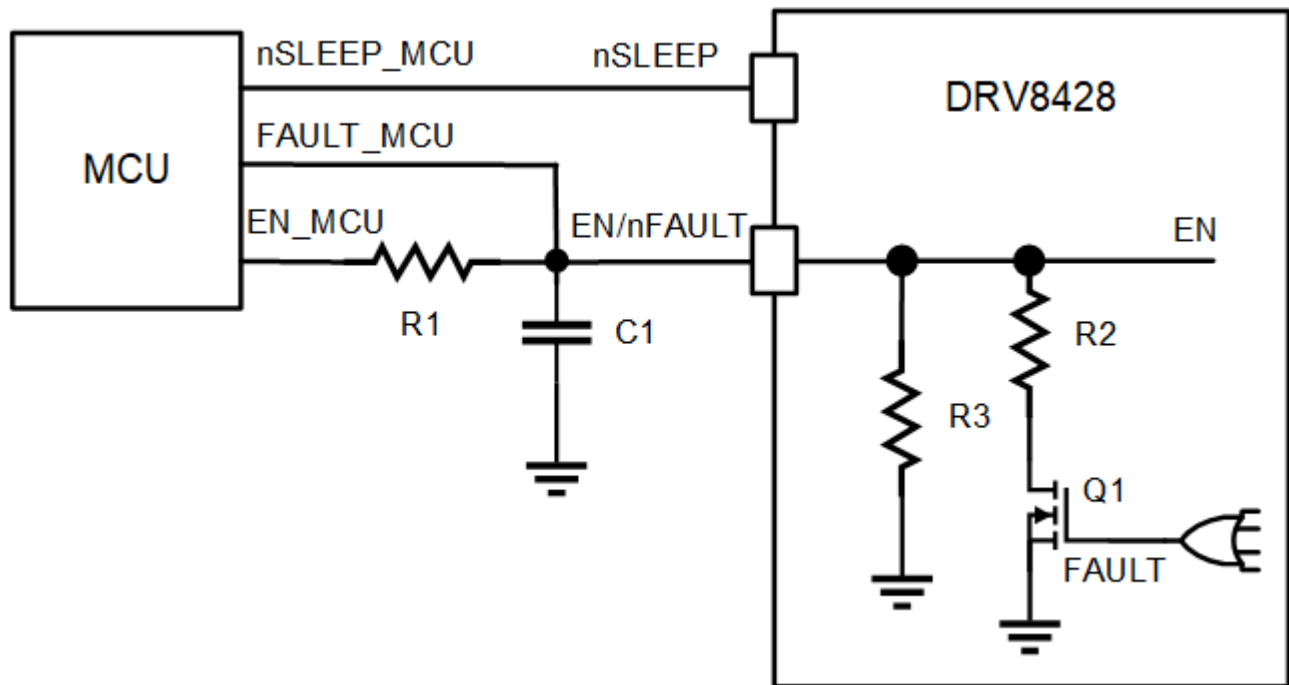 nSLEEP_MCU
nSLEEP
DRV8428
FAULT_MCU
MCU
EN_MCU
EN/nFAULT
EN
R1
C1
R2
R3
Q1
FAULT